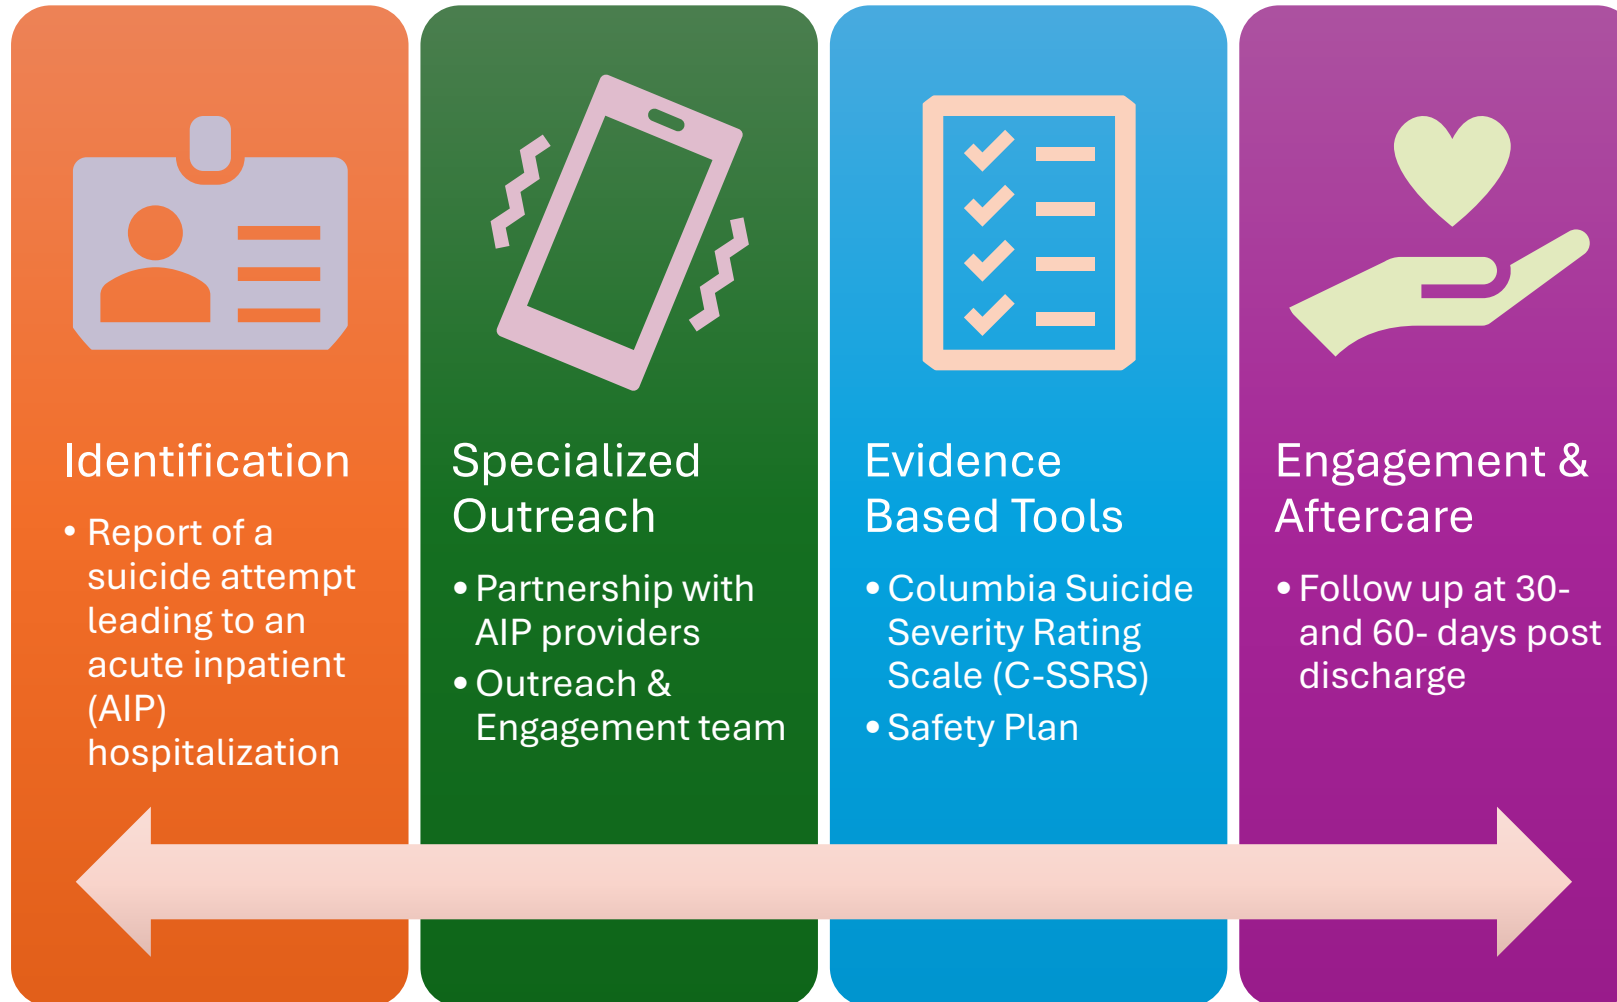 Identification
• Report of a
suicide attempt
leading to an
acute inpatient
(AIP)
hospitalization
Specialized
Outreach
• Partnership with
AIP providers
• Outreach &
Engagement team
Evidence
Based Tools
• Columbia Suicide
Severity Rating
Scale (C-SSRS)
• Safety Plan
Engagement &
Aftercare
• Follow up at 30-
and 60- days post
discharge